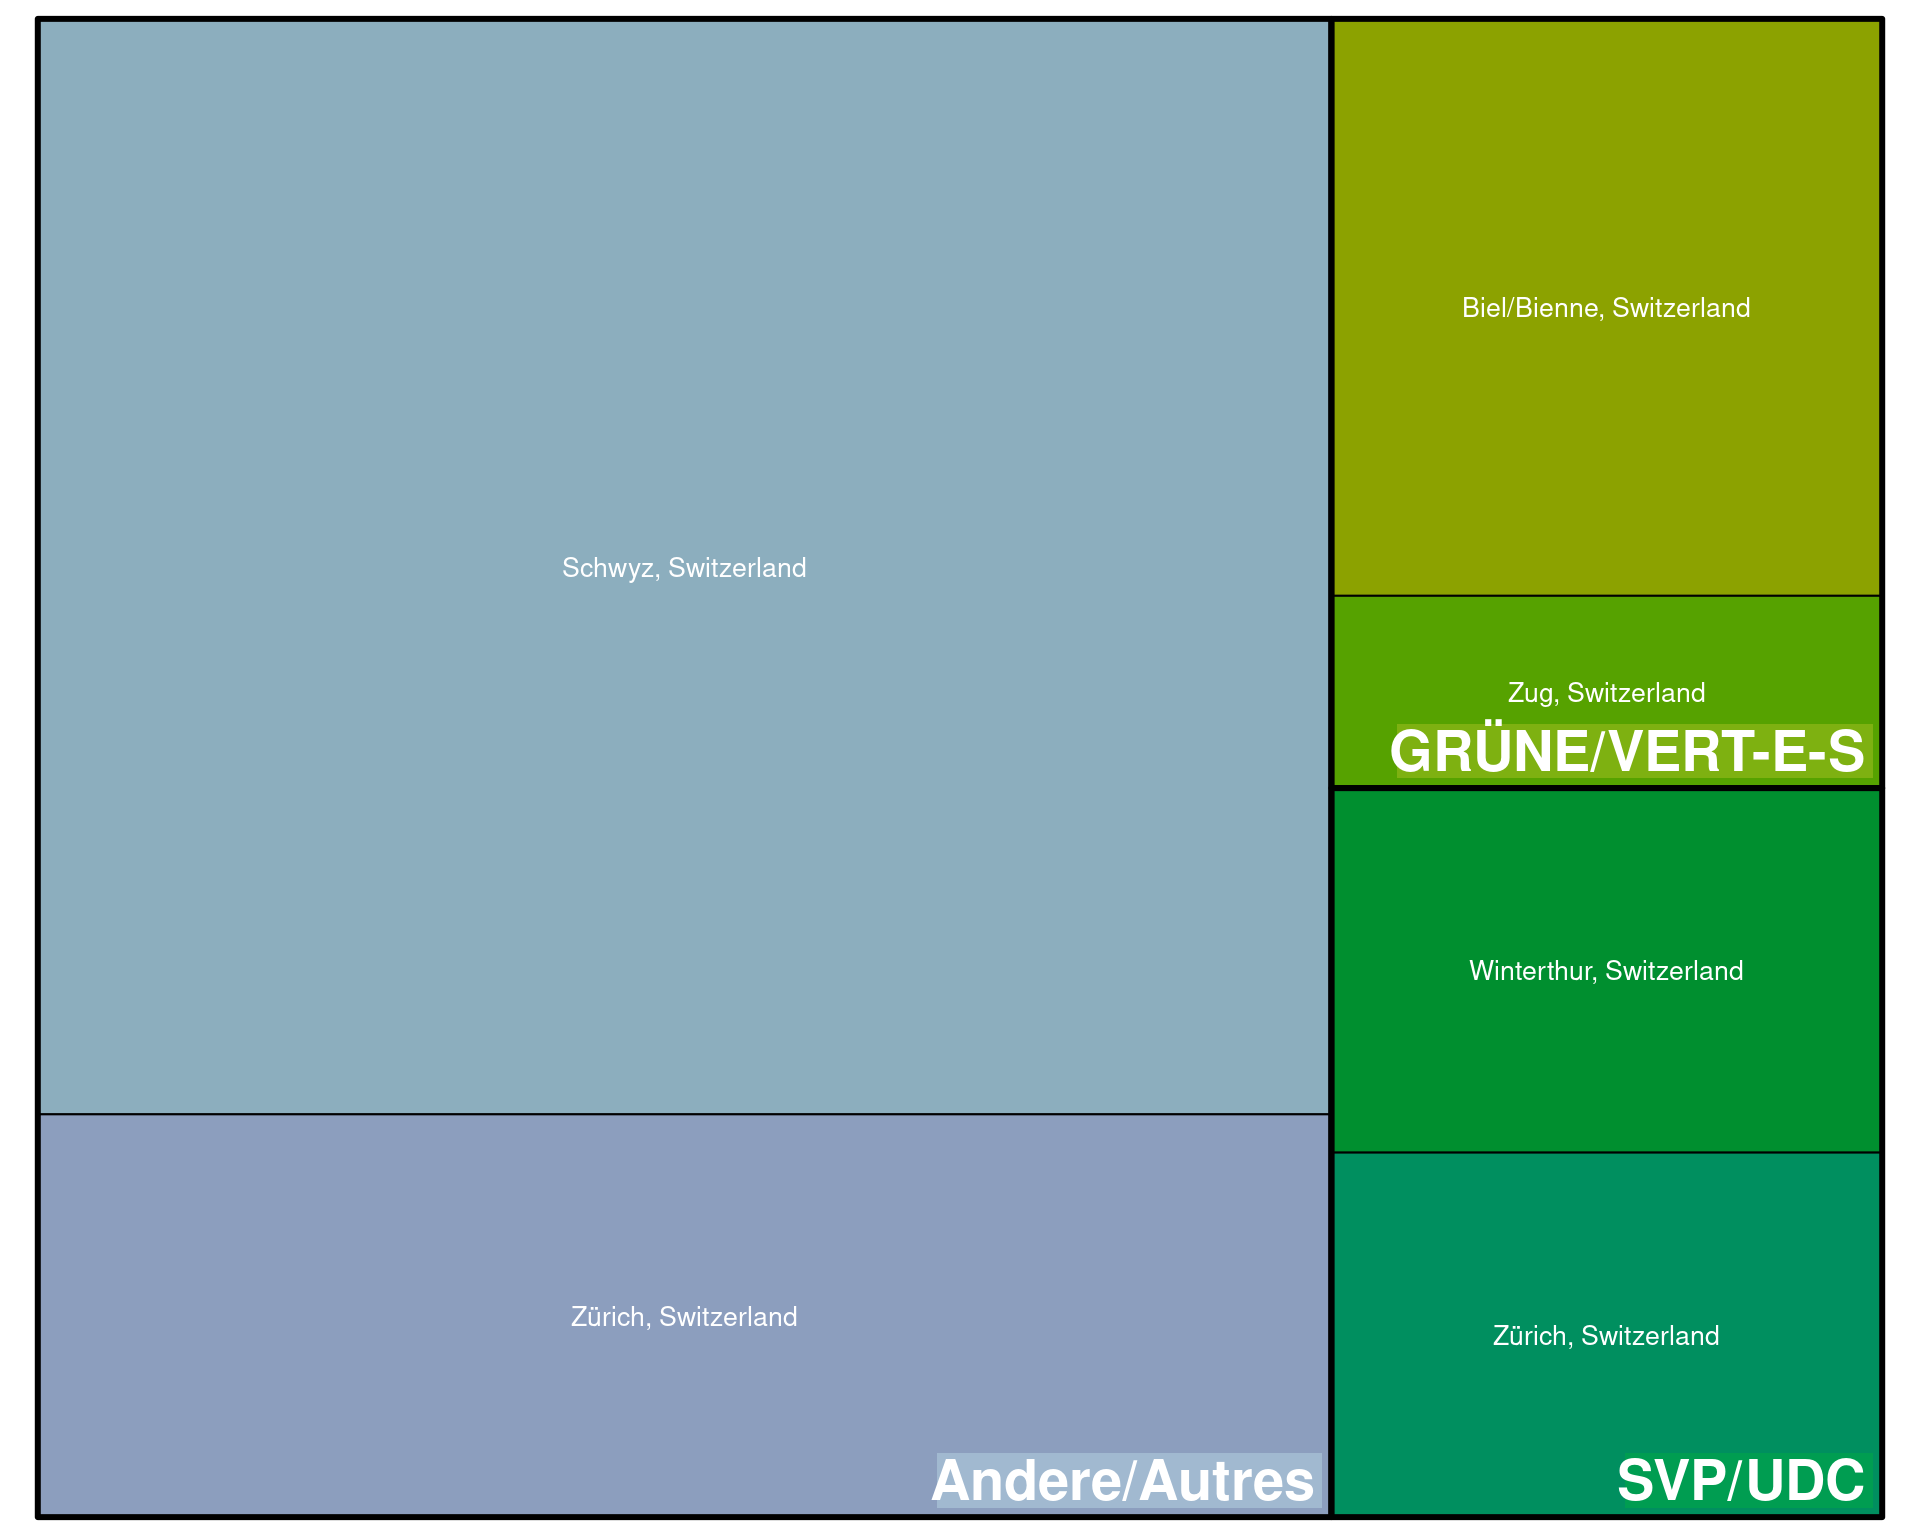 Schwyz, Switzerland
Zürich, Switzerland
Andere/Autres
Biel/Bienne, Switzerland
Zug, Switzerland
GRÜNE/VERT-E-S
Winterthur, Switzerland
Zürich, Switzerland
SVP/UDC